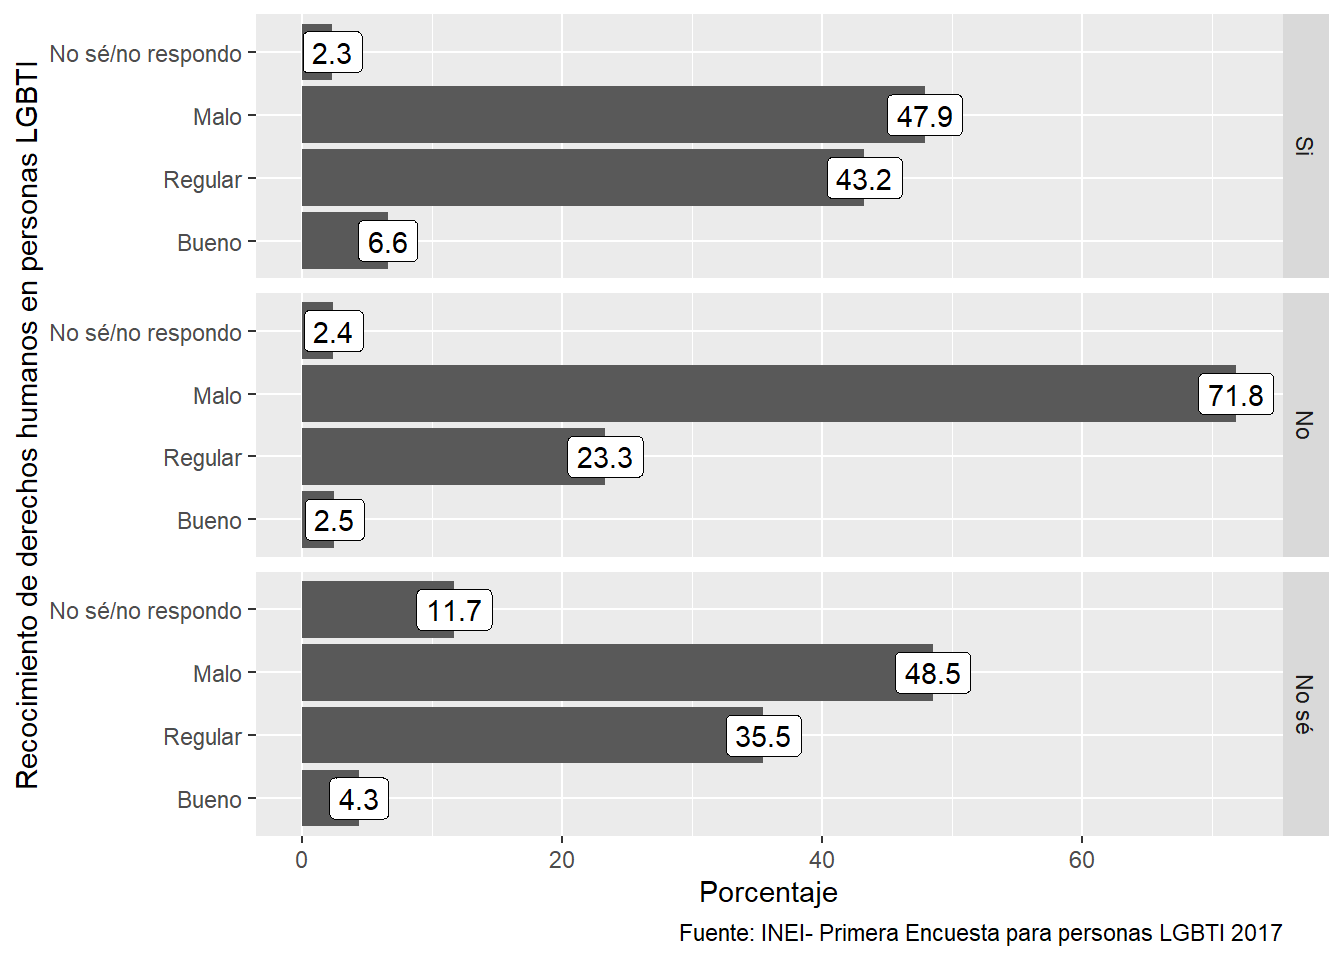 Recocimiento de derechos humanos en personas LGBTI
No sé/no respondo
2.3
Malo
47.9
Regular
43.2
Bueno
6.6
Si
No sé/no respondo
2.4
Malo
71.8
Regular
23.3
Bueno
2.5
No
No sé/no respondo
11.7
Malo
48.5
Regular
35.5
Bueno
4.3
No sé
0 20 40 60
Porcentaje
Fuente: INEI- Primera Encuesta para personas LGBTI 2017